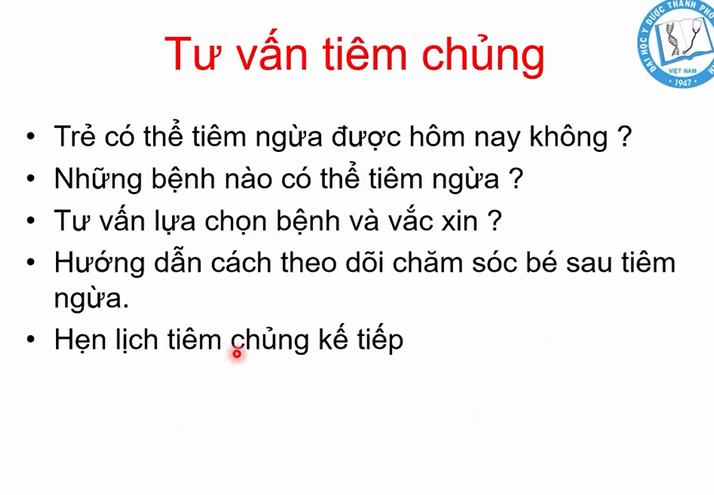 Tư vấn tiêm chủng
ĐẠI HỌC Y DƯỢC THÀNH PHỐ
VIỆT NAM
1947
• Trẻ có thể tiêm ngừa được hôm nay không ?
• Những bệnh nào có thể tiêm ngừa ?
• Tư vấn lựa chọn bệnh và vắc xin ?
• Hướng dẫn cách theo dõi chăm sóc bé sau tiêm
ngừa.
• Hẹn lịch tiêm chủng kế tiếp